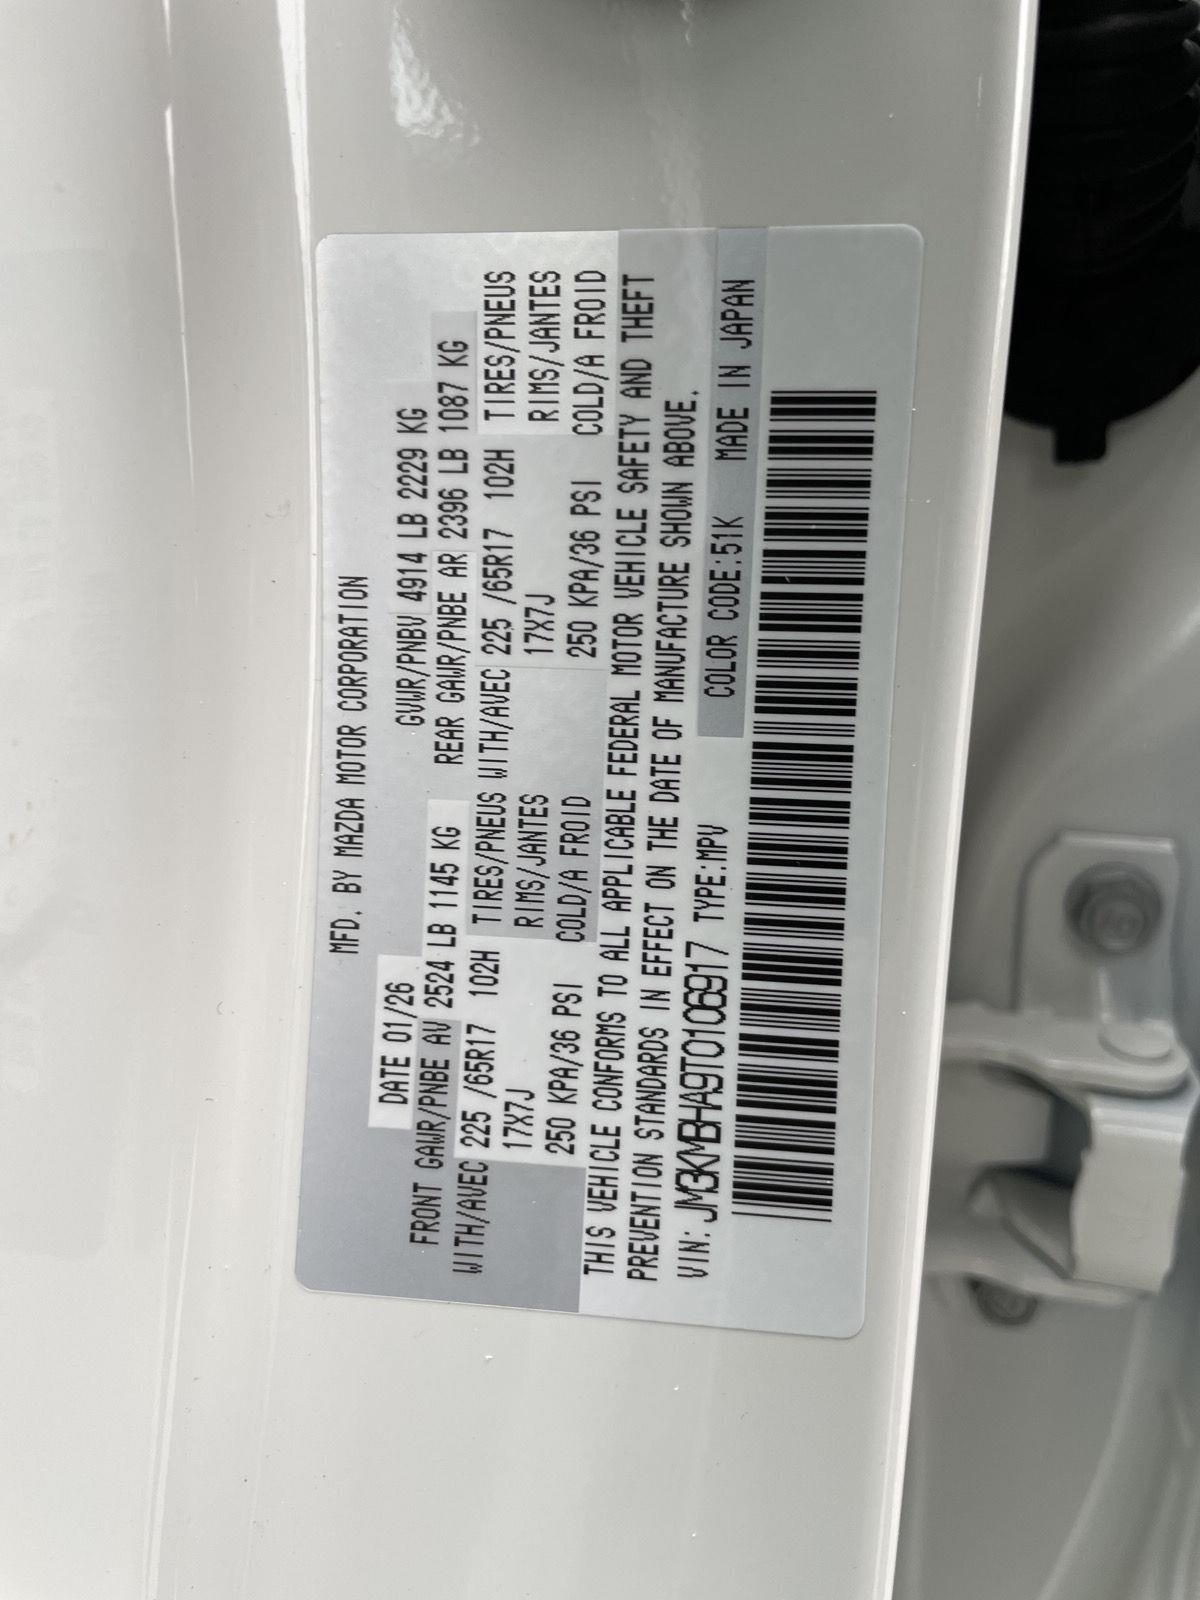 MFD. BY MAZDA MOTOR CORPORATION
DATE 01/26 GVWR/PNBV 4914 LB 2229 KG
FRONT GAWR/PNBE AV 2524 LB 1145 KG REAR GAWR/PNBE AR 2396 LB 1087 KG
WITH/AVEC 225 /65R17 102H TIRES/PNEUS WITH/AVEC 225 /65R17 102H TIRES/PNEUS
17X7J RIMS/JANTES 17X7J RIMS/JANTES
250 KPA/36 PSI COLD/A FROID 250 KPA/36 PSI COLD/A FROID
THIS VEHICLE CONFORMS TO ALL APPLICABLE FEDERAL MOTOR VEHICLE SAFETY AND THEFT
PREVENTION STANDARDS IN EFFECT ON THE DATE OF MANUFACTURE SHOWN ABOVE.
VIN: JM3KMBHA9T0106917 TYPE:MPV COLOR CODE:51K MADE IN JAPAN